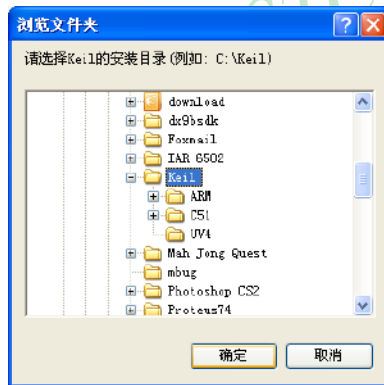 浏览文件夹
请选择Keil的安装目录(例如: C:\Keil)
download
dx9bsdk
Foxmail
IAR 6502
Keil
ARM
C51
UV4
Mah Jong Quest
mbug
Photoshop CS2
Proteus74
确定
取消